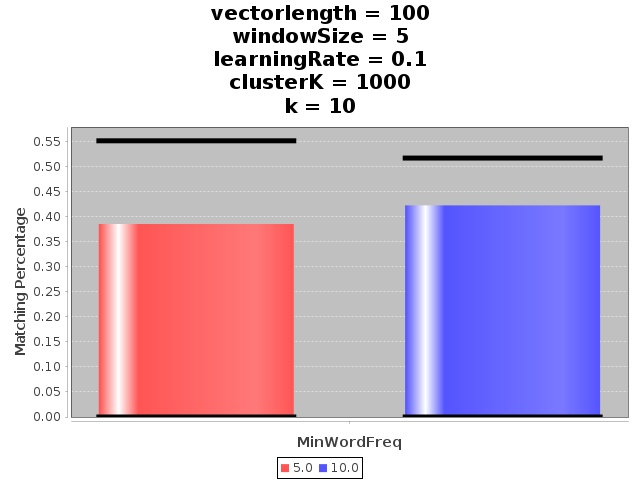 vectorlength = 100
windowSize = 5
learningRate = 0.1
clusterK = 1000
k = 10
0.55
0.50
0.45
0.40
0.35
0.30
0.25
0.20
0.15
0.10
0.05
0.00
Matching Percentage
MinWordFreq
5.0 10.0